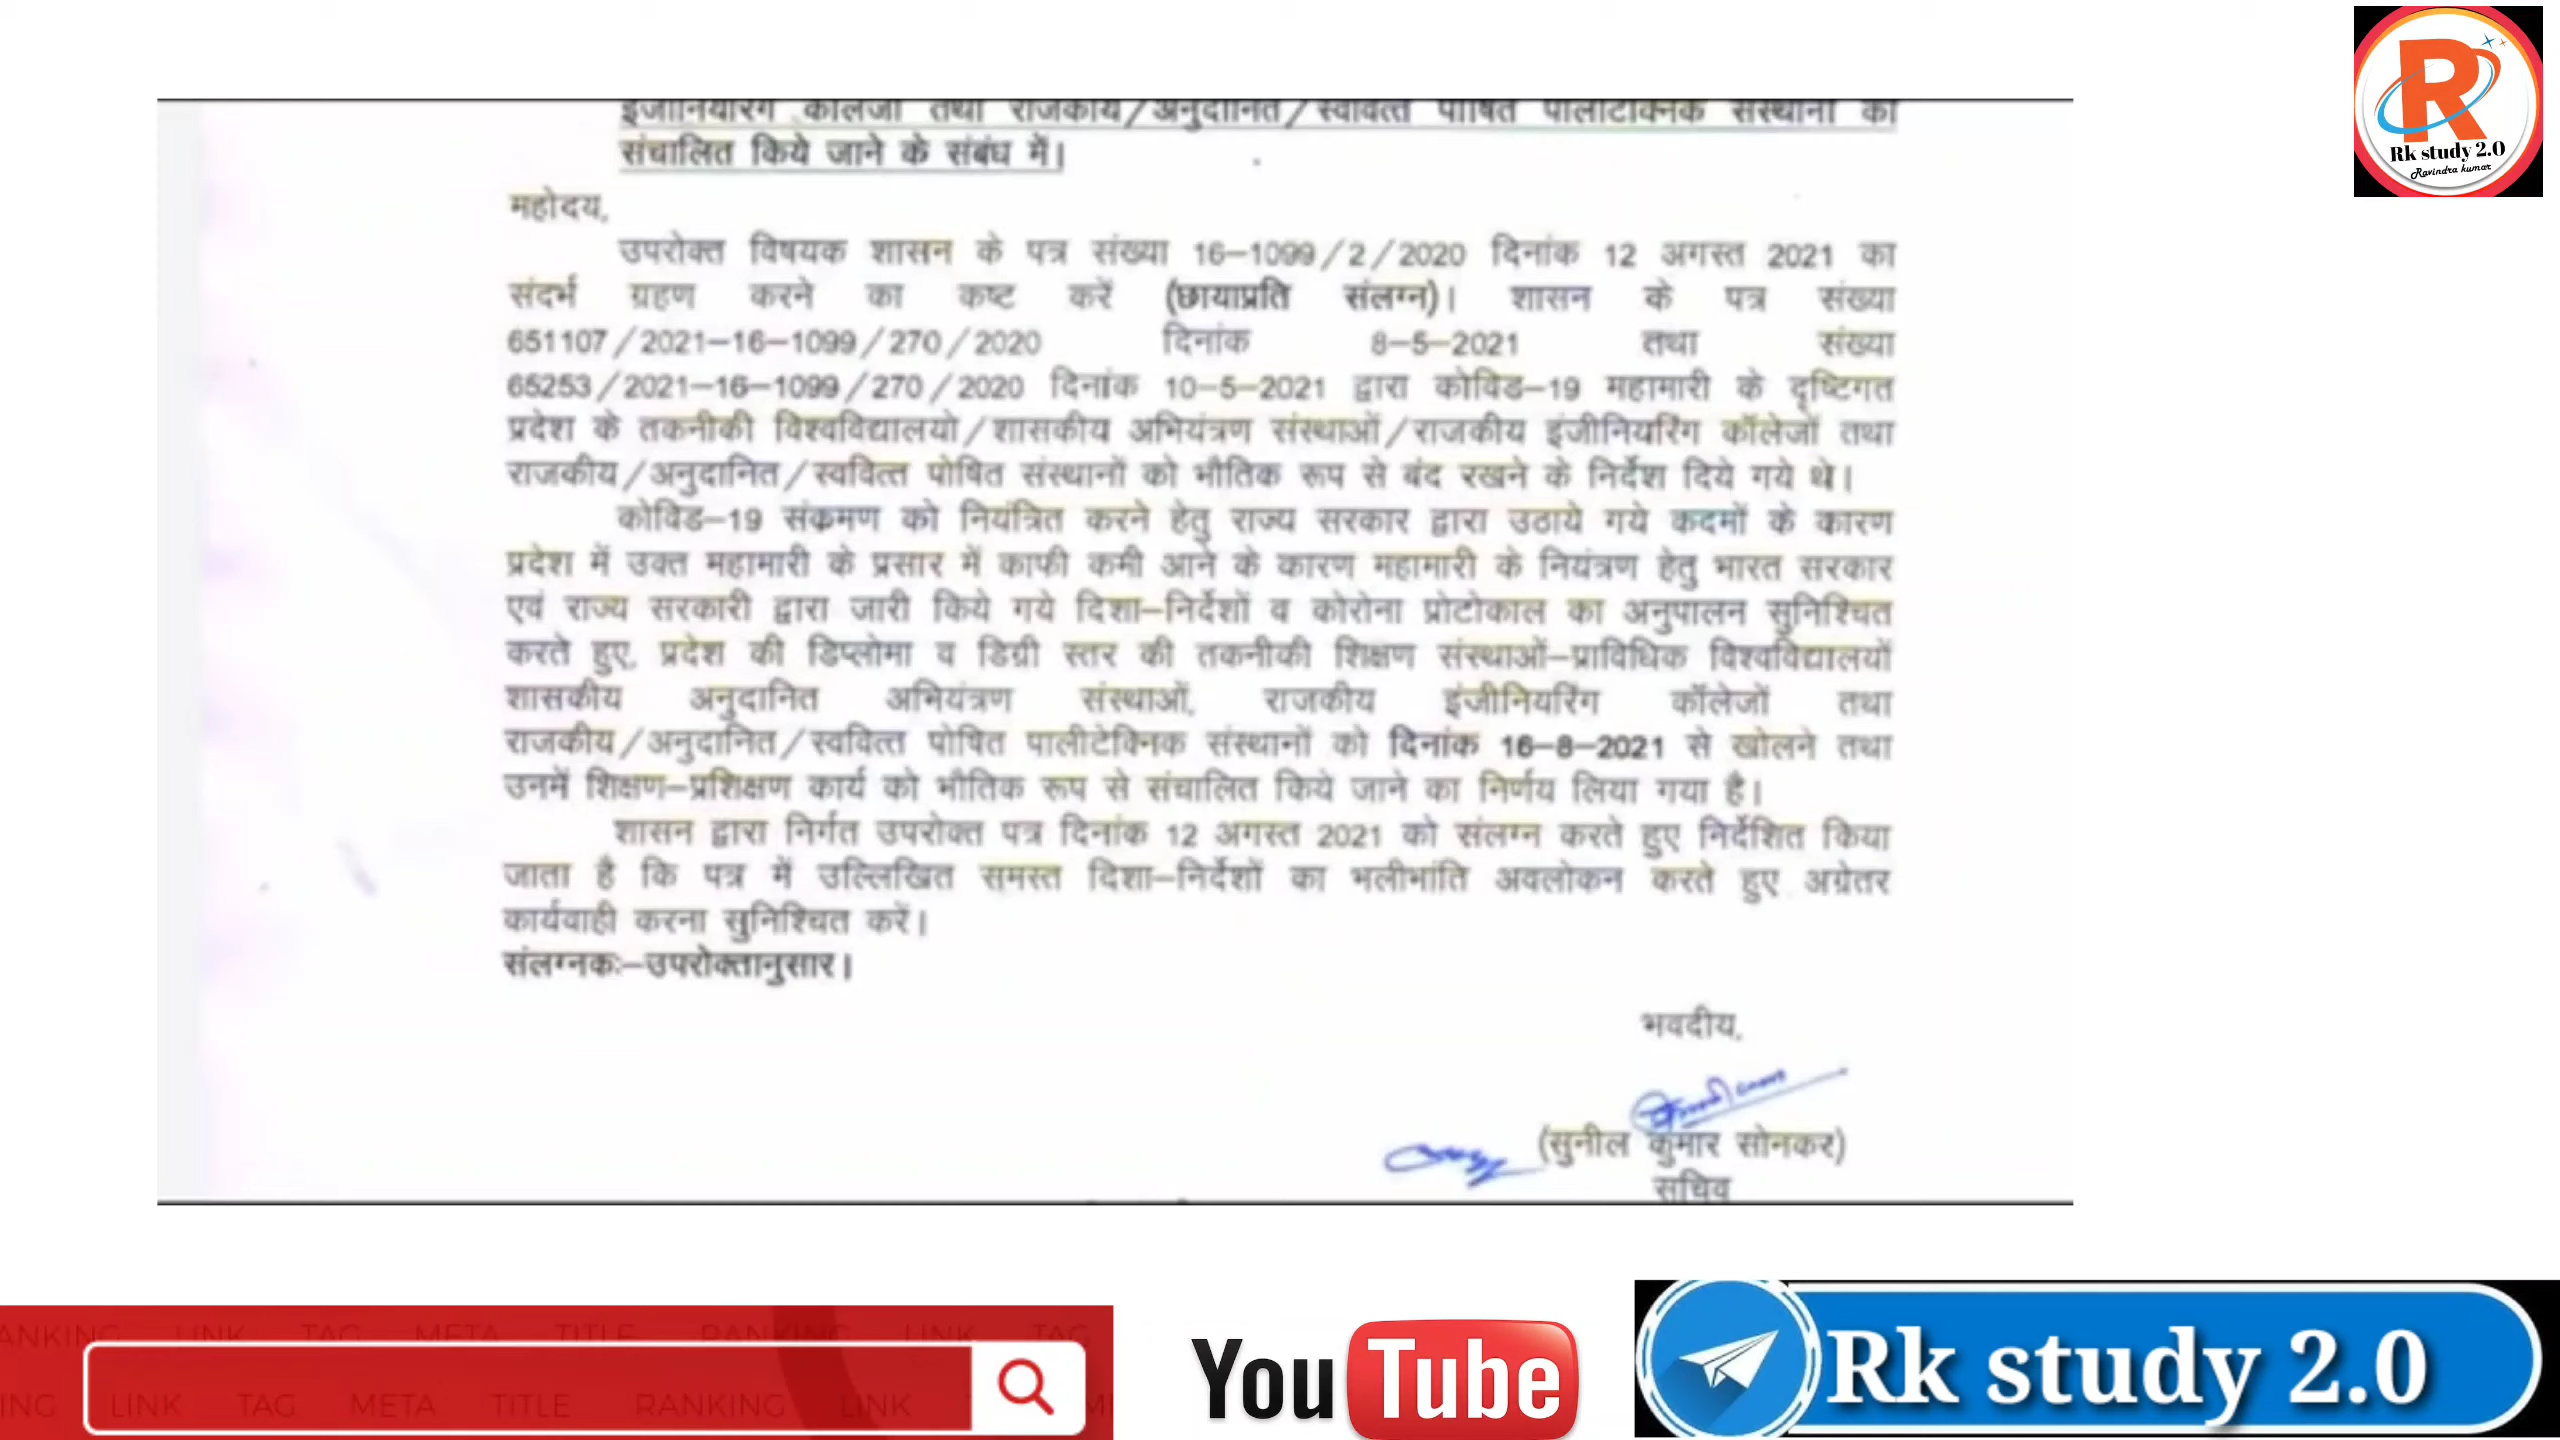 Rk study 2.0
Ravindra kumar
इंजीनियरिंग कॉलेजों तथा राजकीय/अनुदानित/स्ववित्त पोषित पालीटेक्निक संस्थानों को
संचालित किये जाने के संबंध में।
महोदय,
उपरोक्त विषयक शासन के पत्र संख्या 16–1099/2/2020 दिनांक 12 अगस्त 2021 का
संदर्भ ग्रहण करने का कष्ट करें (छायाप्रति संलग्न)। शासन के पत्र संख्या
651107/2021–16–1099/270/2020 दिनांक 8–5–2021 तथा संख्या
65253/2021–16–1099/270/2020 दिनांक 10–5–2021 द्वारा कोविड–19 महामारी के दृष्टिगत
प्रदेश के तकनीकी विश्वविद्यालयो/शासकीय अभियंत्रण संस्थाओं/राजकीय इंजीनियरिंग कॉलेजों तथा
राजकीय/अनुदानित/स्ववित्त पोषित संस्थानों को भौतिक रूप से बंद रखने के निर्देश दिये गये थे।
कोविड–19 संक्रमण को नियंत्रित करने हेतु राज्य सरकार द्वारा उठाये गये कदमों के कारण
प्रदेश में उक्त महामारी के प्रसार में काफी कमी आने के कारण महामारी के नियंत्रण हेतु भारत सरकार
एवं राज्य सरकारी द्वारा जारी किये गये दिशा–निर्देशों व कोरोना प्रोटोकाल का अनुपालन सुनिश्चित
करते हुए, प्रदेश की डिप्लोमा व डिग्री स्तर की तकनीकी शिक्षण संस्थाओं–प्राविधिक विश्वविद्यालयों
शासकीय अनुदानित अभियंत्रण संस्थाओं, राजकीय इंजीनियरिंग कॉलेजों तथा
राजकीय/अनुदानित/स्ववित्त पोषित पालीटेक्निक संस्थानों को दिनांक 16–8–2021 से खोलने तथा
उनमें शिक्षण–प्रशिक्षण कार्य को भौतिक रूप से संचालित किये जाने का निर्णय लिया गया है।
शासन द्वारा निर्गत उपरोक्त पत्र दिनांक 12 अगस्त 2021 को संलग्न करते हुए निर्देशित किया
जाता है कि पत्र में उल्लिखित समस्त दिशा–निर्देशों का भलीभांति अवलोकन करते हुए अग्रेतर
कार्यवाही करना सुनिश्चित करें।
संलग्नकः–उपरोक्तानुसार।
भवदीय,
(सुनील कुमार सोनकर)
सचिव
ANKING LINK TAG META TITLE RANKING LINK TAG
ING LINK TAG META TITLE RANKING LINK
YouTube
Rk study 2.0